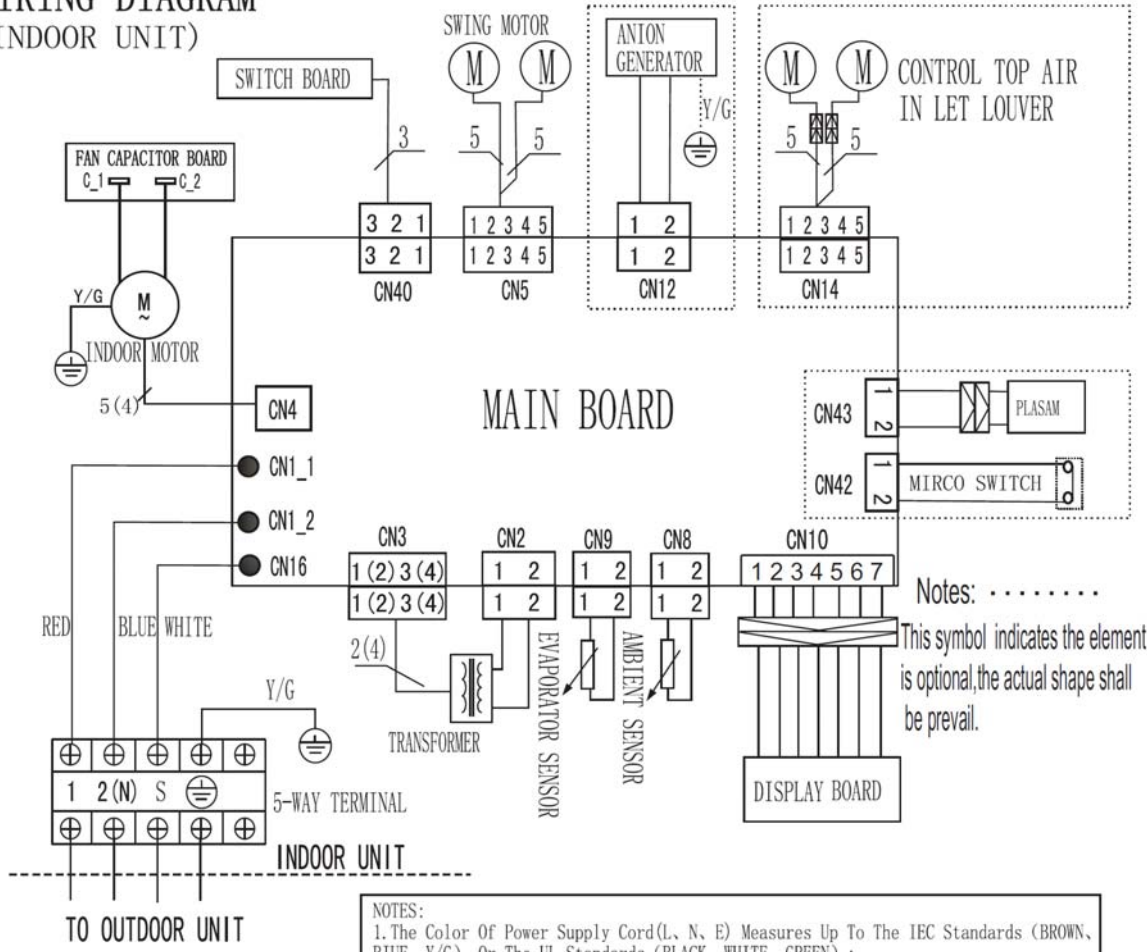 IRING DIAGRAM
INDOOR UNIT)
SWITCH BOARD
3
SWING MOTOR
M
M
5
5
ANION
GENERATOR
Y/G
M
M
CONTROL TOP AIR
IN LET LOUVER
5
5
FAN CAPACITOR BOARD
C_1
C_2
Y/G
M
~
INDOOR MOTOR
5(4)
3 2 1
3 2 1
CN40
1 2 3 4 5
1 2 3 4 5
CN5
1 2
1 2
CN12
1 2 3 4 5
1 2 3 4 5
CN14
MAIN BOARD
CN4
CN1_1
CN1_2
CN16
CN43
1
2
PLASAM
CN42
1
2
MIRCO SWITCH
CN3
1(2)3(4)
1(2)3(4)
2(4)
TRANSFORMER
CN2
1 2
1 2
CN9
1 2
1 2
EVAPORATOR SENSOR
CN8
1 2
1 2
AMBIENT SENSOR
CN10
1 2 3 4 5 6 7
DISPLAY BOARD
Notes: ········
This symbol indicates the element
is optional,the actual shape shall
be prevail.
RED
BLUE
WHITE
Y/G
1 2(N) S
5-WAY TERMINAL
INDOOR UNIT
TO OUTDOOR UNIT
NOTES:
1.The Color Of Power Supply Cord(L、N、E) Measures Up To The IEC Standards (BROWN、
BLUE、Y/G) Or The UL Standards (BLACK、WHITE、GREEN) ;